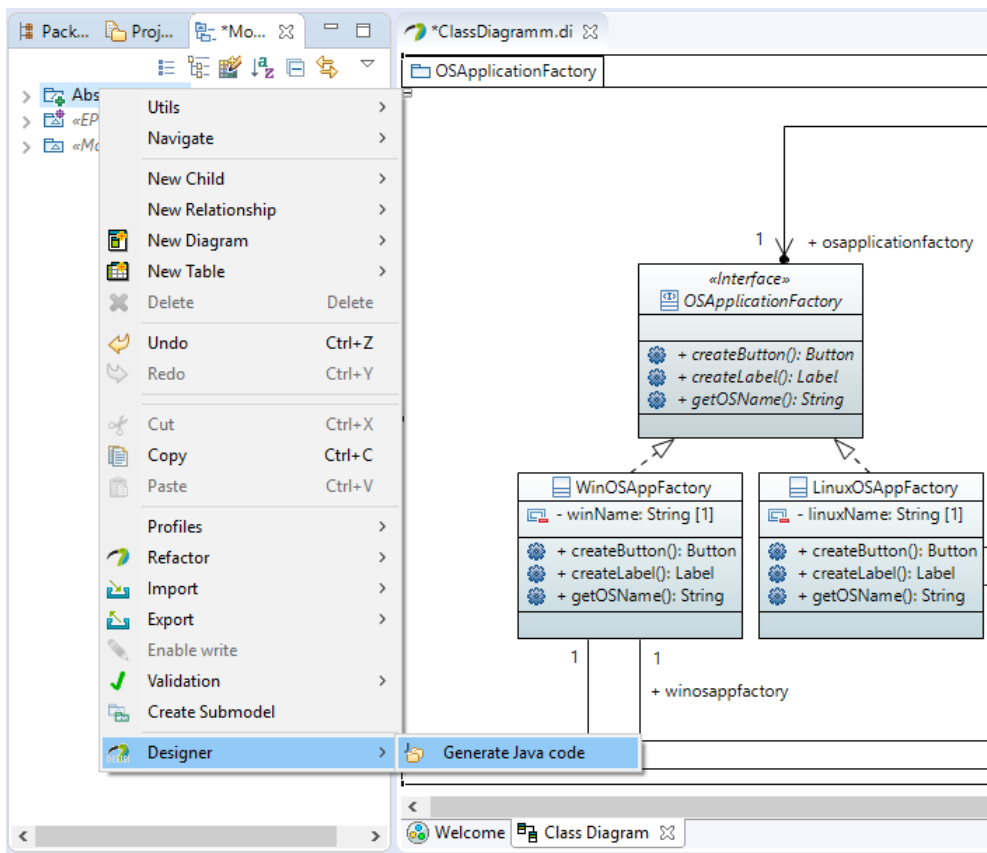 Pack... Proj... *Mo...
Abs
«EP
«Mo
Utils
Navigate
New Child
New Relationship
New Diagram
New Table
Delete Delete
Undo Ctrl+Z
Redo Ctrl+Y
Cut Ctrl+X
Copy Ctrl+C
Paste Ctrl+V
Profiles
Refactor
Import
Export
Enable write
Validation
Create Submodel
Designer
Generate Java code
*ClassDiagramm.di
OSApplicationFactory
1 + osapplicationfactory
«Interface»
OSApplicationFactory
+ createButton(): Button
+ createLabel(): Label
+ getOSName(): String
WinOSAppFactory
- winName: String [1]
+ createButton(): Button
+ createLabel(): Label
+ getOSName(): String
LinuxOSAppFactory
- linuxName: String [1]
+ createButton(): Button
+ createLabel(): Label
+ getOSName(): String
1 1
+ winosappfactory
Welcome Class Diagram